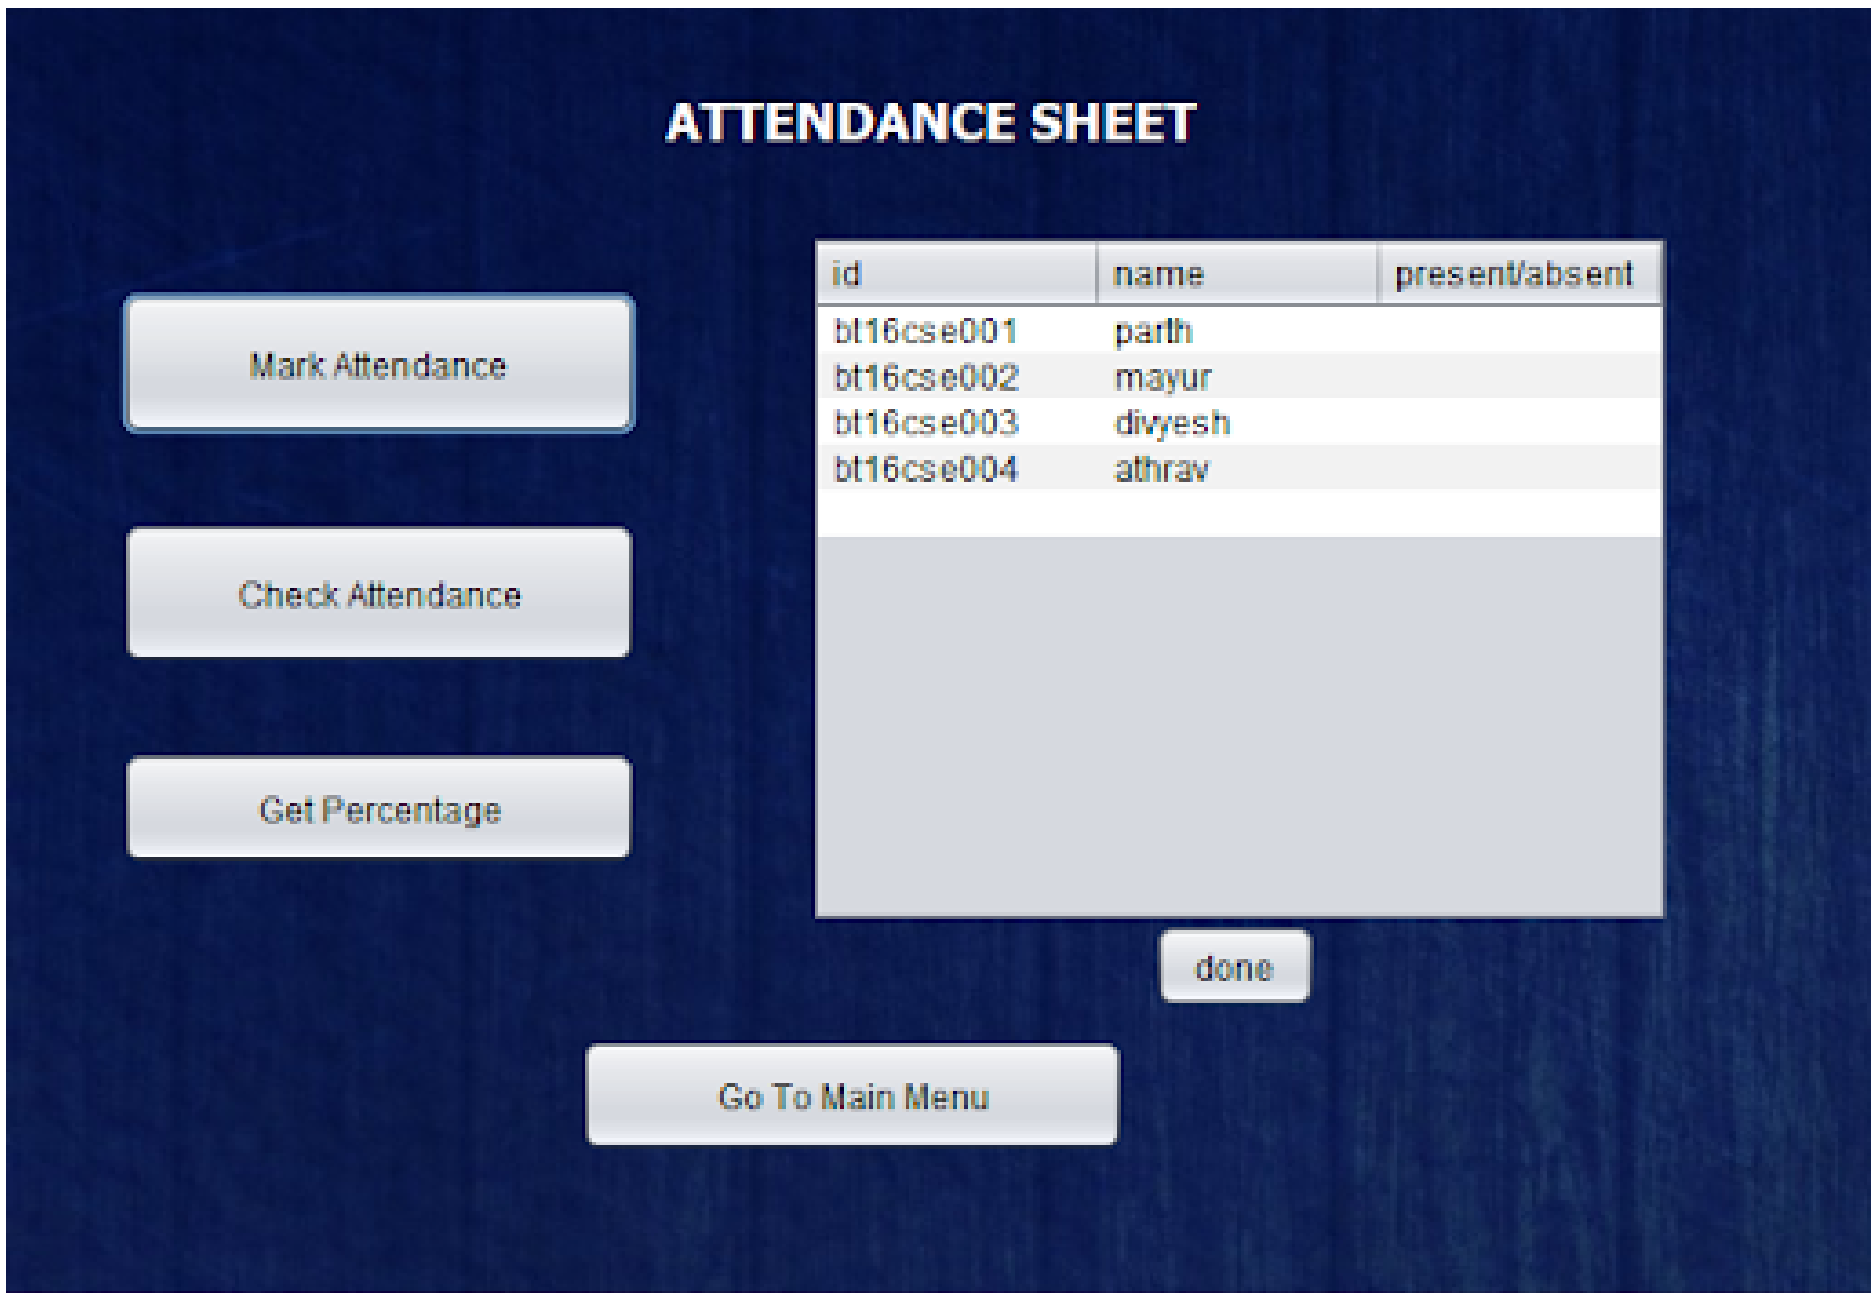 ATTENDANCE SHEET
id name present/absent
bt16cse001 parth
bt16cse002 mayur
bt16cse003 divyesh
bt16cse004 athrav
Mark Attendance
Check Attendance
Get Percentage
done
Go To Main Menu